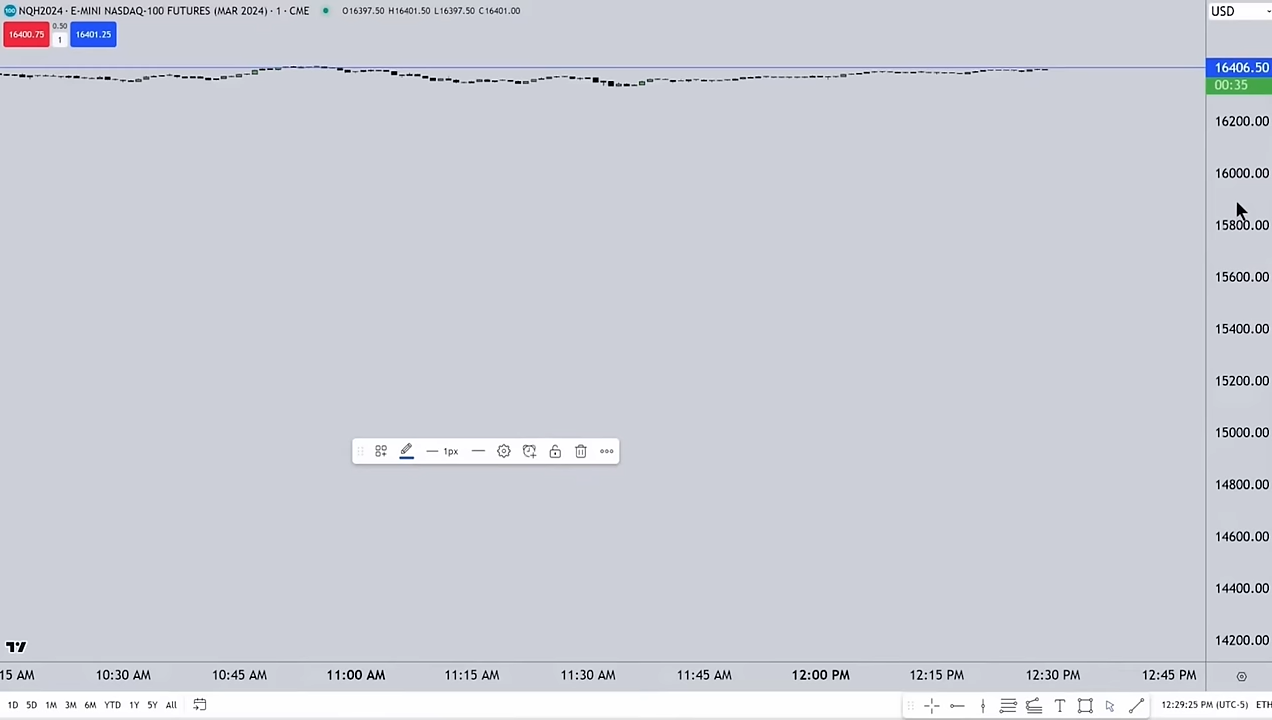 NQH2024 · E-MINI NASDAQ-100 FUTURES (MAR 2024) · 1 · CME O16397.50 H16401.50 L16397.50 C16401.00
USD
16400.75 0.50 1 16401.25
16406.50
00:35
16200.00
16000.00
15800.00
15600.00
15400.00
15200.00
15000.00
1px
14800.00
14600.00
14400.00
14200.00
:15 AM 10:30 AM 10:45 AM 11:00 AM 11:15 AM 11:30 AM 11:45 AM 12:00 PM 12:15 PM 12:30 PM 12:45 PM
1D 5D 1M 3M 6M YTD 1Y 5Y All T 12:29:25 PM (UTC-5) ETH